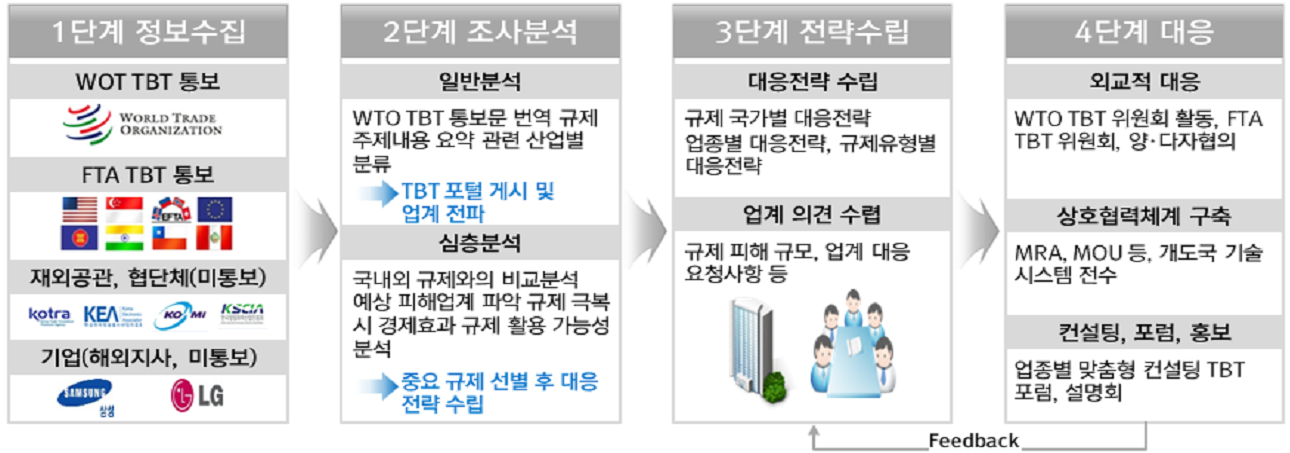 1단계 정보수집
WOT TBT 통보
WORLD TRADE
ORGANIZATION
FTA TBT 통보
EFTA
재외공관, 협단체(미통보)
kotra
KEA
KOIMI
KSCIA
기업(해외지사, 미통보)
SAMSUNG
삼성
LG
2단계 조사분석
일반분석
WTO TBT 통보문 번역 규제
주제내용 요약 관련 산업별
분류
TBT 포털 게시 및
업계 전파
심층분석
국내외 규제와의 비교분석
예상 피해업계 파악 규제 극복
시 경제효과 규제 활용 가능성
분석
중요 규제 선별 후 대응
전략 수립
3단계 전략수립
대응전략 수립
규제 국가별 대응전략
업종별 대응전략, 규제유형별
대응전략
업계 의견 수렵
규제 피해 규모, 업계 대응
요청사항 등
4단계 대응
외교적 대응
WTO TBT 위원회 활동, FTA
TBT 위원회, 양·다자협의
상호협력체계 구축
MRA, MOU 등, 개도국 기술
시스템 전수
컨설팅, 포럼, 홍보
업종별 맞춤형 컨설팅 TBT
포럼, 설명회
Feedback